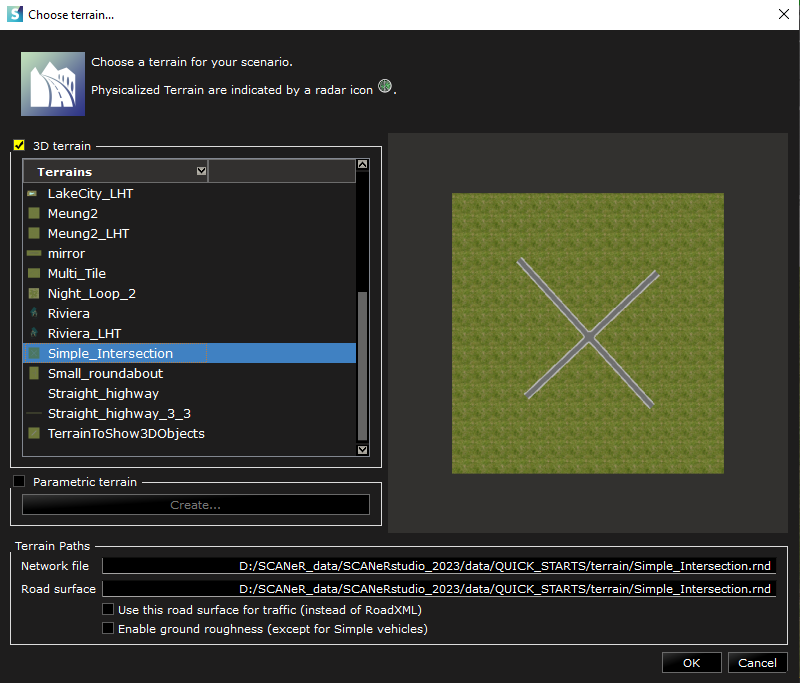 Choose terrain...
Choose a terrain for your scenario.
Physicalized Terrain are indicated by a radar icon .
3D terrain
Terrains
LakeCity_LHT
Meung2
Meung2_LHT
mirror
Multi_Tile
Night_Loop_2
Riviera
Riviera_LHT
Simple_Intersection
Small_roundabout
Straight_highway
Straight_highway_3_3
TerrainToShow3DObjects
Parametric terrain
Create...
Terrain Paths
Network file D:/SCANeR_data/SCANeRstudio_2023/data/QUICK_STARTS/terrain/Simple_Intersection.rnd
Road surface D:/SCANeR_data/SCANeRstudio_2023/data/QUICK_STARTS/terrain/Simple_Intersection.rnd
Use this road surface for traffic (instead of RoadXML)
Enable ground roughness (except for Simple vehicles)
OK Cancel